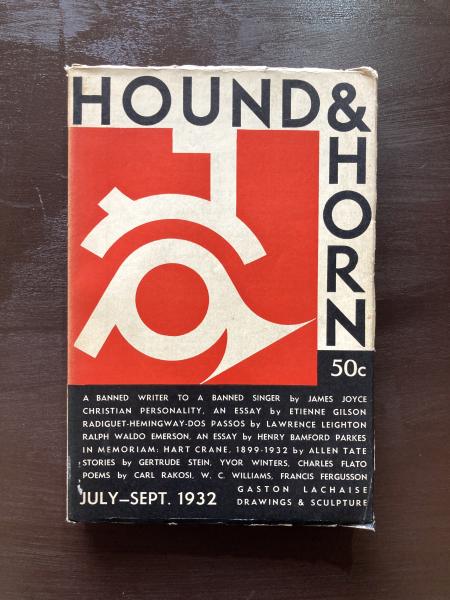 HOUND &
HORN
50c
A BANNED WRITER TO A BANNED SINGER by JAMES JOYCE
CHRISTIAN PERSONALITY, AN ESSAY by ETIENNE GILSON
RADIGUET-HEMINGWAY-DOS PASSOS by LAWRENCE LEIGHTON
RALPH WALDO EMERSON, AN ESSAY by HENRY BAMFORD PARKES
IN MEMORIAM: HART CRANE, 1899-1932 by ALLEN TATE
STORIES by GERTRUDE STEIN, YVOR WINTERS, CHARLES FLATO
POEMS by CARL RAKOSI, W. C. WILLIAMS, FRANCIS FERGUSSON
JULY—SEPT. 1932
GASTON LACHAISE
DRAWINGS & SCULPTURE